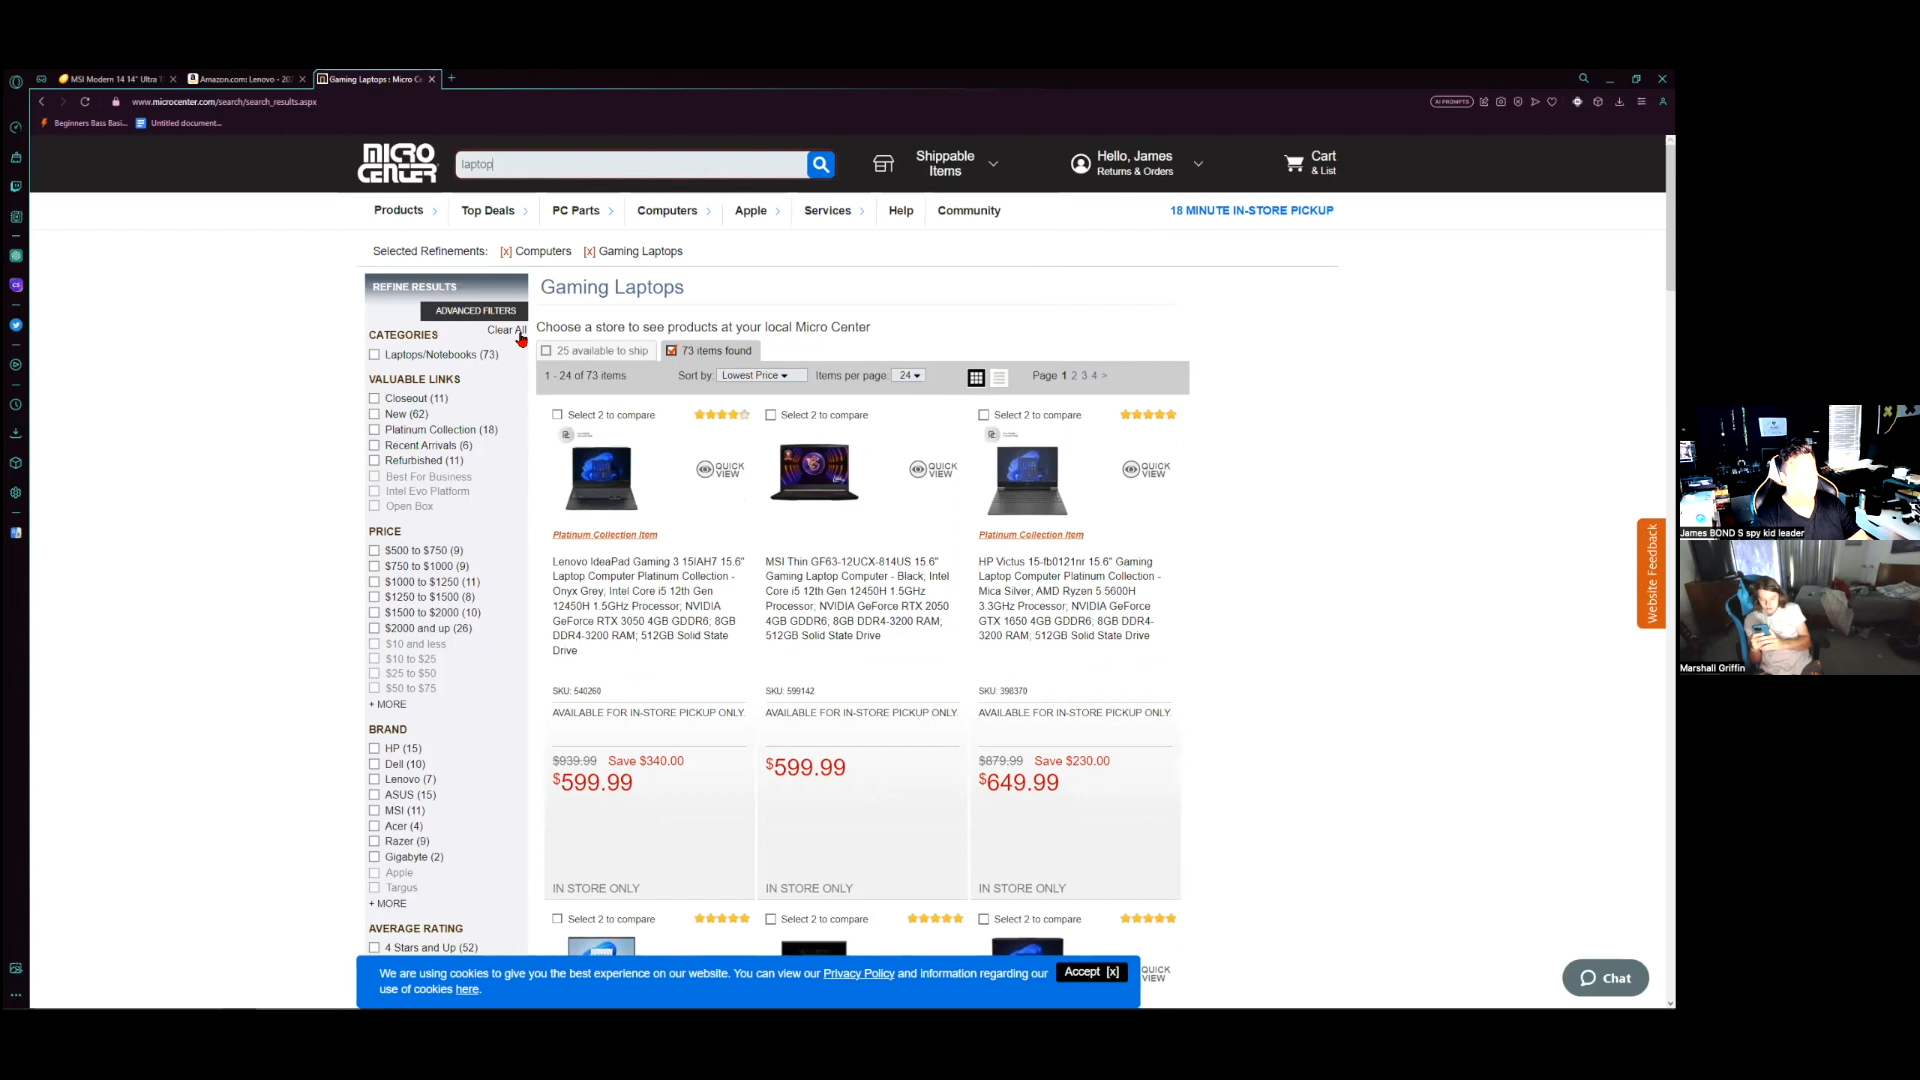 MSI Modern 14 14" Ultra T
Amazon.com: Lenovo - 202
Gaming Laptops : Micro Ce
www.microcenter.com/search/search_results.aspx
AI PROMPTS
Beginners Bass Basi...
Untitled document...
MICRO CENTER
laptop
Shippable Items
Hello, James
Returns & Orders
Cart
& List
Products
Top Deals
PC Parts
Computers
Apple
Services
Help
Community
18 MINUTE IN-STORE PICKUP
Selected Refinements: [x] Computers [x] Gaming Laptops
REFINE RESULTS
ADVANCED FILTERS
Clear All
CATEGORIES
Laptops/Notebooks (73)
VALUABLE LINKS
Closeout (11)
New (62)
Platinum Collection (18)
Recent Arrivals (6)
Refurbished (11)
Best For Business
Intel Evo Platform
Open Box
PRICE
$500 to $750 (9)
$750 to $1000 (9)
$1000 to $1250 (11)
$1250 to $1500 (8)
$1500 to $2000 (10)
$2000 and up (26)
$10 and less
$10 to $25
$25 to $50
$50 to $75
+ MORE
BRAND
HP (15)
Dell (10)
Lenovo (7)
ASUS (15)
MSI (11)
Acer (4)
Razer (9)
Gigabyte (2)
Apple
Targus
+ MORE
AVERAGE RATING
4 Stars and Up (52)
Gaming Laptops
Choose a store to see products at your local Micro Center
25 available to ship
73 items found
1 - 24 of 73 items
Sort by: Lowest Price
Items per page: 24
Page 1 2 3 4 >
Select 2 to compare
QUICK VIEW
Platinum Collection Item
Lenovo IdeaPad Gaming 3 15IAH7 15.6"
Laptop Computer Platinum Collection -
Onyx Grey; Intel Core i5 12th Gen
12450H 1.5GHz Processor; NVIDIA
GeForce RTX 3050 4GB GDDR6; 8GB
DDR4-3200 RAM; 512GB Solid State
Drive
SKU: 540260
AVAILABLE FOR IN-STORE PICKUP ONLY.
$939.99 Save $340.00
$599.99
IN STORE ONLY
Select 2 to compare
QUICK VIEW
MSI Thin GF63-12UCX-814US 15.6"
Gaming Laptop Computer - Black; Intel
Core i5 12th Gen 12450H 1.5GHz
Processor; NVIDIA GeForce RTX 2050
4GB GDDR6; 8GB DDR4-3200 RAM;
512GB Solid State Drive
SKU: 599142
AVAILABLE FOR IN-STORE PICKUP ONLY.
$599.99
IN STORE ONLY
Select 2 to compare
QUICK VIEW
Platinum Collection Item
HP Victus 15-fb0121nr 15.6" Gaming
Laptop Computer Platinum Collection -
Mica Silver; AMD Ryzen 5 5600H
3.3GHz Processor; NVIDIA GeForce
GTX 1650 4GB GDDR6; 8GB DDR4-
3200 RAM; 512GB Solid State Drive
SKU: 398370
AVAILABLE FOR IN-STORE PICKUP ONLY.
$879.99 Save $230.00
$649.99
IN STORE ONLY
Select 2 to compare
Select 2 to compare
Select 2 to compare
QUICK VIEW
We are using cookies to give you the best experience on our website. You can view our Privacy Policy and information regarding our
use of cookies here.
Accept [x]
Website Feedback
Chat
James BOND S spy kid leader
Marshall Griffin